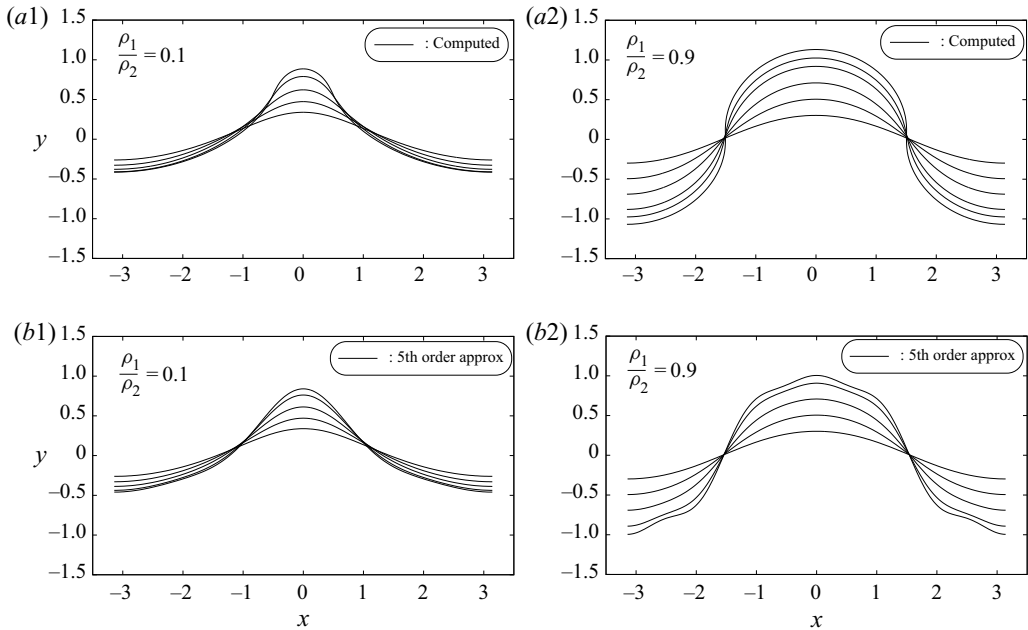 (a1)
1.5
1.0
0.5
0
–0.5
–1.0
–1.5
y
ρ1
ρ2
= 0.1
: Computed
–3 –2 –1 0 1 2 3
(a2)
1.5
1.0
0.5
0
–0.5
–1.0
–1.5
ρ1
ρ2
= 0.9
: Computed
–3 –2 –1 0 1 2 3
(b1)
1.5
1.0
0.5
0
–0.5
–1.0
–1.5
y
ρ1
ρ2
= 0.1
: 5th order approx
–3 –2 –1 0 1 2 3
x
(b2)
1.5
1.0
0.5
0
–0.5
–1.0
–1.5
ρ1
ρ2
= 0.9
: 5th order approx
–3 –2 –1 0 1 2 3
x